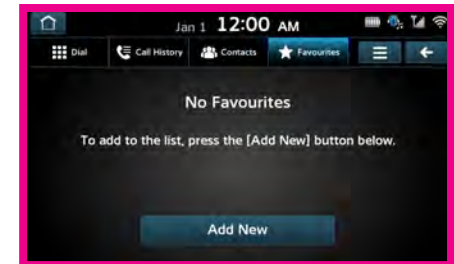 Jan 1 12:00 AM
Dial Call History Contacts Favourites
No Favourites
To add to the list, press the [Add New] button below.
Add New